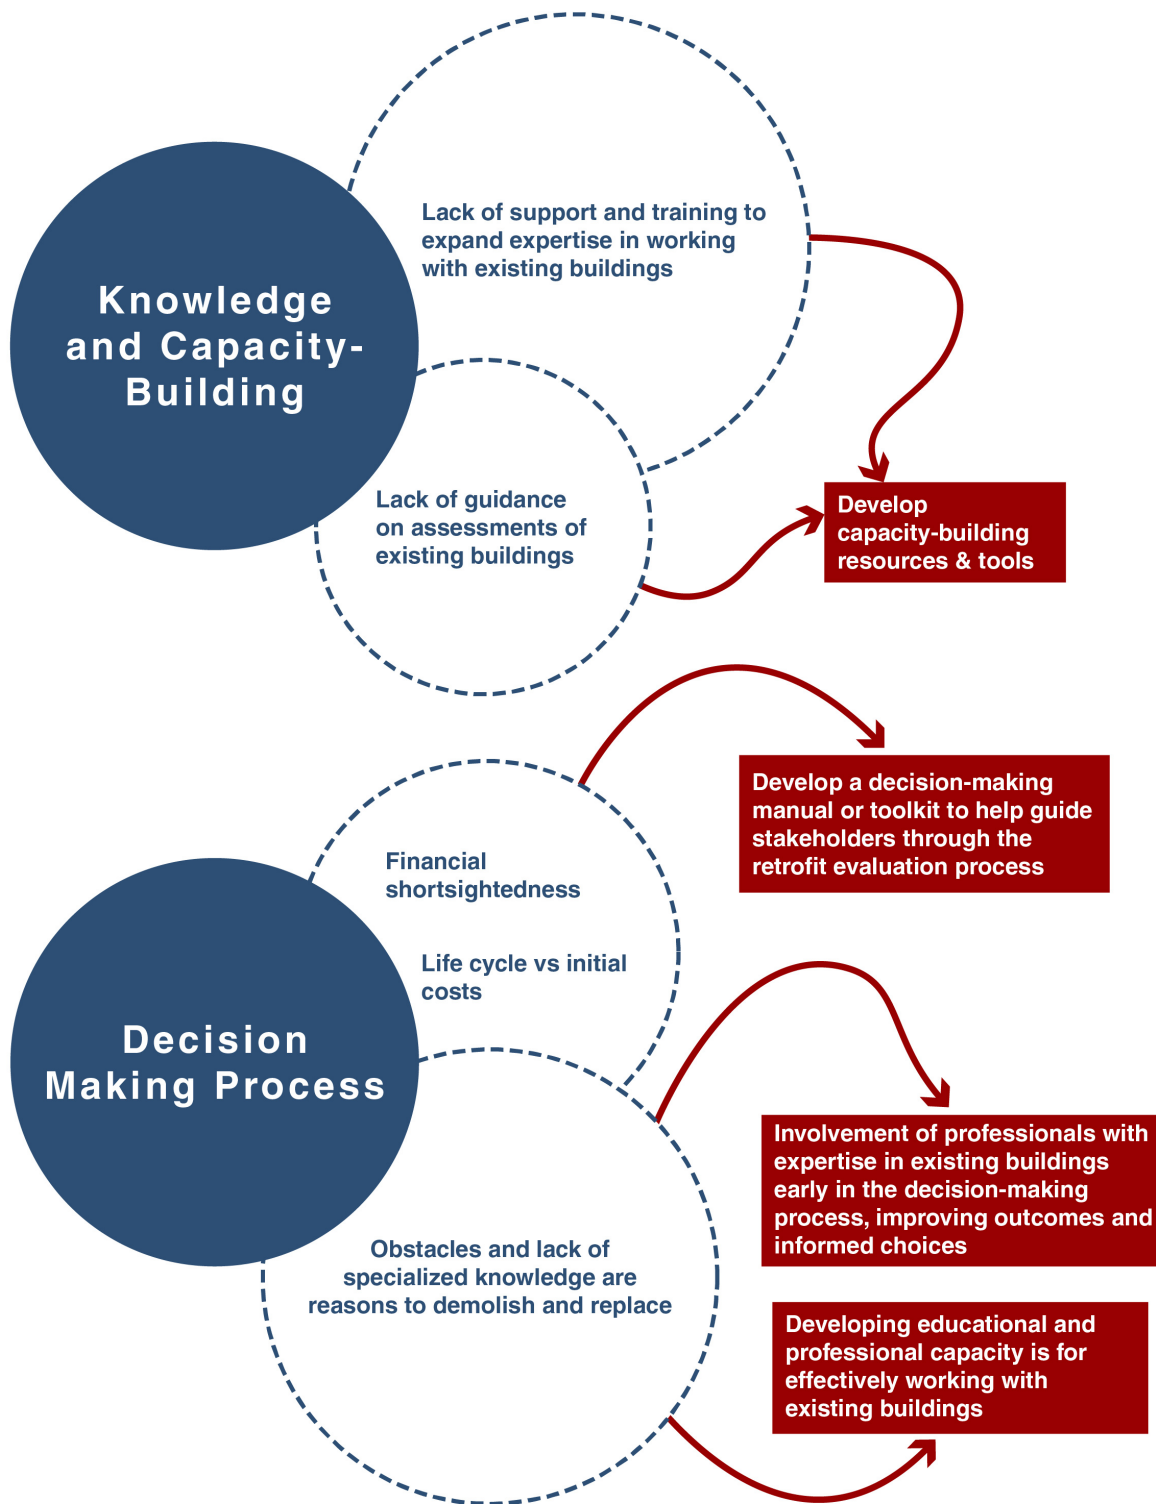 Lack of support and training to
expand expertise in working
with existing buildings
Knowledge
and Capacity-
Building
Lack of guidance
on assessments of
existing buildings
Develop
capacity-building
resources & tools
Develop a decision-making
manual or toolkit to help guide
stakeholders through the
retrofit evaluation process
Financial
shortsightedness
Life cycle vs initial
costs
Decision
Making Process
Involvement of professionals with
expertise in existing buildings
early in the decision-making
process, improving outcomes and
informed choices
Obstacles and lack of
specialized knowledge are
reasons to demolish and replace
Developing educational and
professional capacity is for
effectively working with
existing buildings